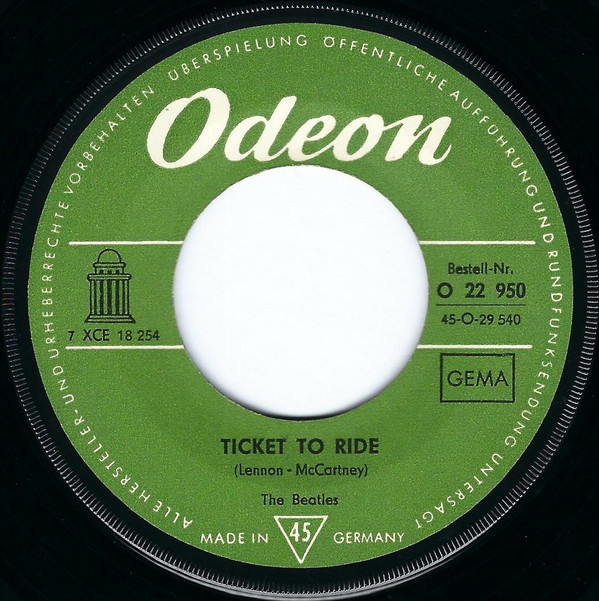 ALLE HERSTELLER- UND URHEBERRECHTE VORBEHALTEN ÜBERSPIELUNG ÖFFENTLICHE AUFFÜHRUNG UND RUNDFUNKSENDUNG UNTERSAGT
Odeon
Bestell-Nr.
O 22 950
45-O-29 540
7 XCE 18 254
GEMA
TICKET TO RIDE
(Lennon - McCartney)
The Beatles
MADE IN 45 GERMANY